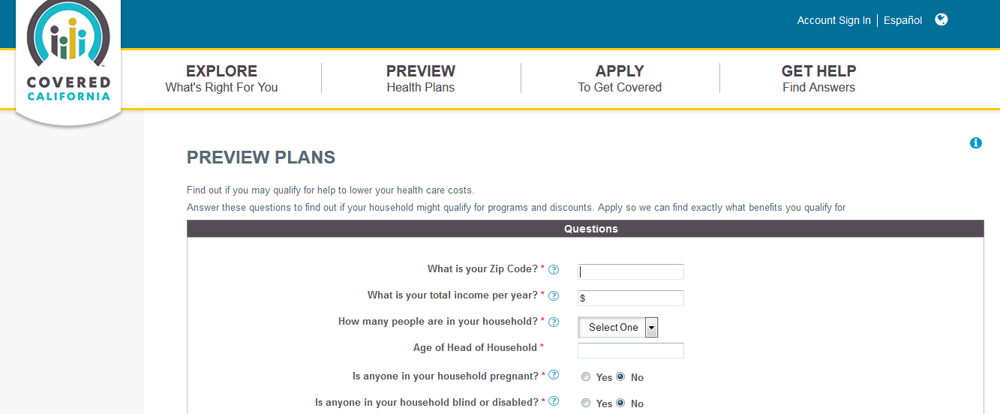 Account Sign In | Español
COVERED
CALIFORNIA
EXPLORE
What's Right For You
PREVIEW
Health Plans
APPLY
To Get Covered
GET HELP
Find Answers
PREVIEW PLANS
Find out if you may qualify for help to lower your health care costs.
Answer these questions to find out if your household might qualify for programs and discounts. Apply so we can find exactly what benefits you qualify for
Questions
What is your Zip Code? * ?
What is your total income per year? * ? $
How many people are in your household? * ? Select One
Age of Head of Household *
Is anyone in your household pregnant? * ? Yes No
Is anyone in your household blind or disabled? * ? Yes No